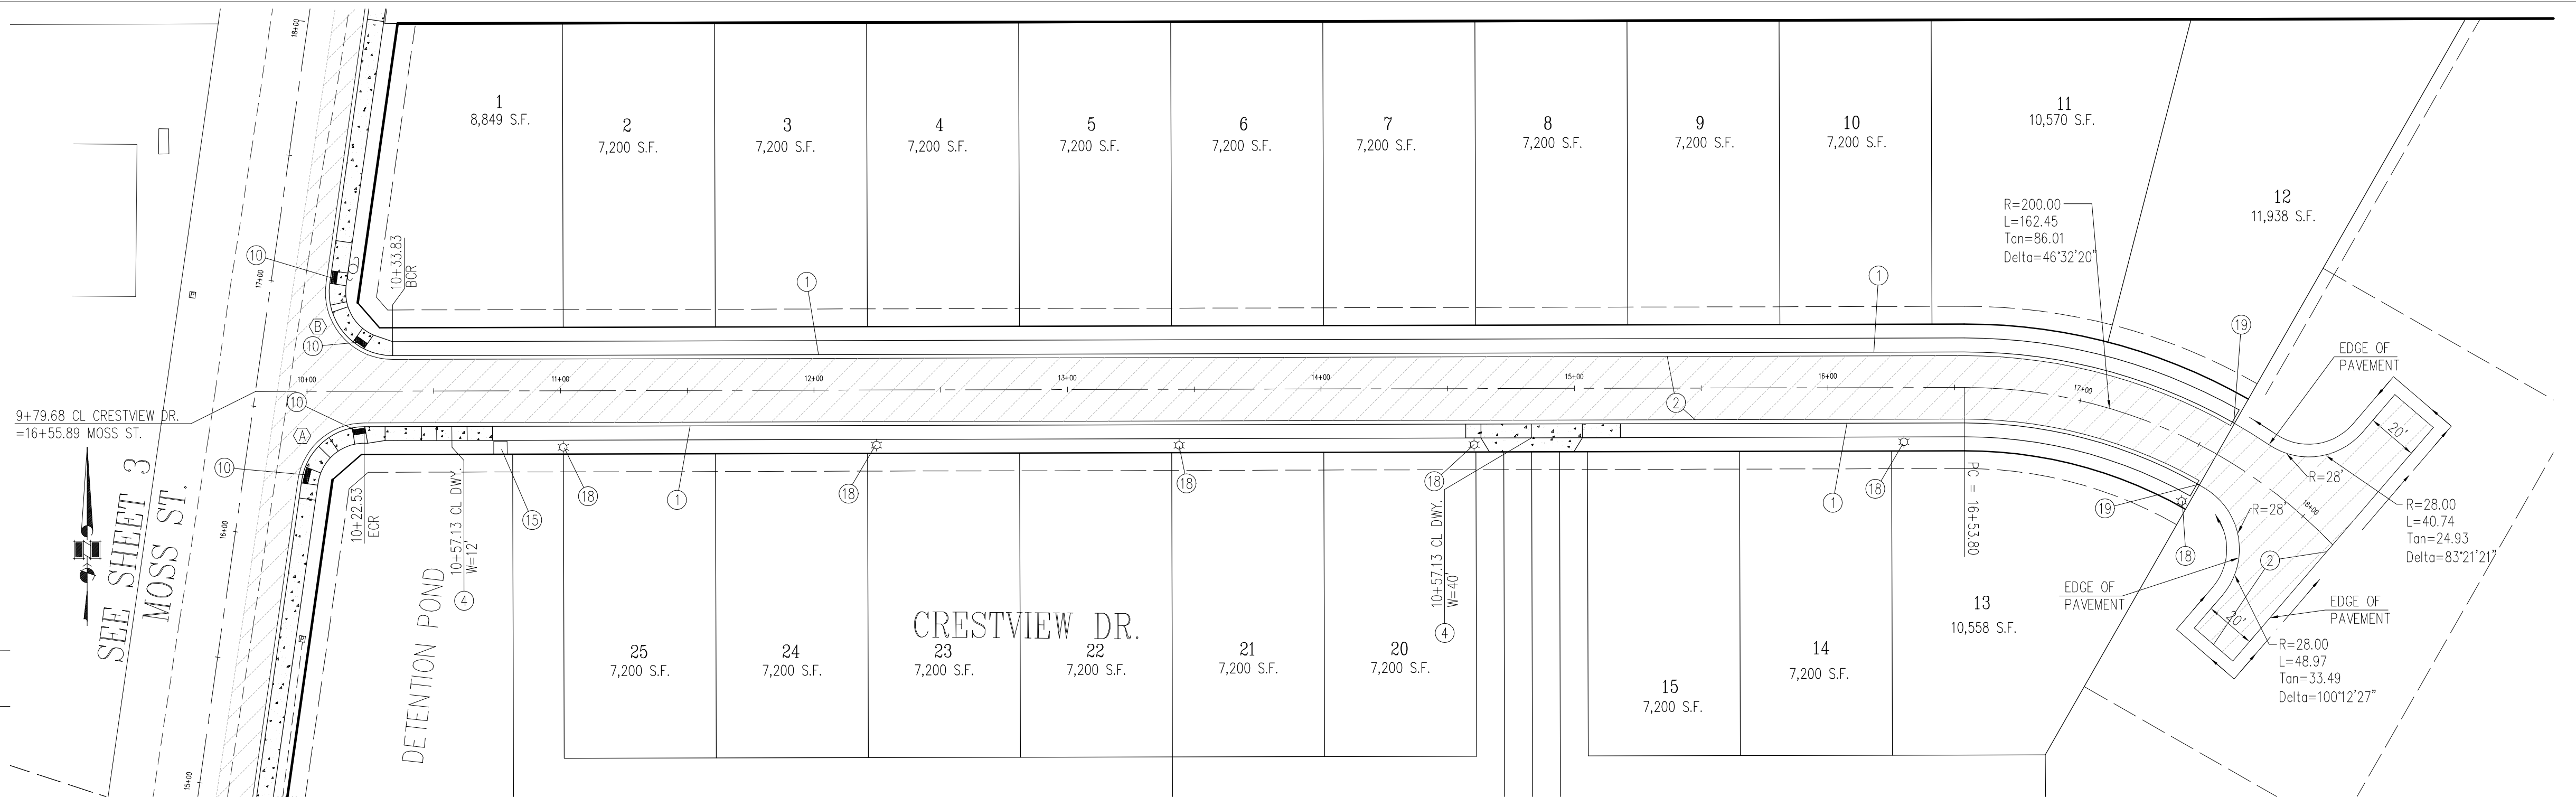 18+00
17+00
16+00
15+00
SEE SHEET 3
MOSS ST.
9+79.68 CL CRESTVIEW DR.
=16+55.89 MOSS ST.
10
10
10
10
B
A
10+33.83
BCR
10+22.53
ECR
1
8,849 S.F.
2
7,200 S.F.
3
7,200 S.F.
4
7,200 S.F.
5
7,200 S.F.
6
7,200 S.F.
7
7,200 S.F.
8
7,200 S.F.
9
7,200 S.F.
10
7,200 S.F.
11
10,570 S.F.
12
11,938 S.F.
R=200.00
L=162.45
Tan=86.01
Delta=46°32'20"
1
1
19
10+00
11+00
12+00
13+00
14+00
15+00
16+00
17+00
18+00
2
EDGE OF
PAVEMENT
20'
R=28'
R=28'
R=28.00
L=40.74
Tan=24.93
Delta=83°21'21"
PC = 16+53.80
10+57.13 CL DWY.
W=12'
4
15
18
1
18
18
18
10+57.13 CL DWY.
W=40'
4
18
1
19
18
2
EDGE OF
PAVEMENT
EDGE OF
PAVEMENT
20'
R=28.00
L=48.97
Tan=33.49
Delta=100°12'27"
DETENTION POND
CRESTVIEW DR.
25
7,200 S.F.
24
7,200 S.F.
23
7,200 S.F.
22
7,200 S.F.
21
7,200 S.F.
20
7,200 S.F.
15
7,200 S.F.
14
7,200 S.F.
13
10,558 S.F.